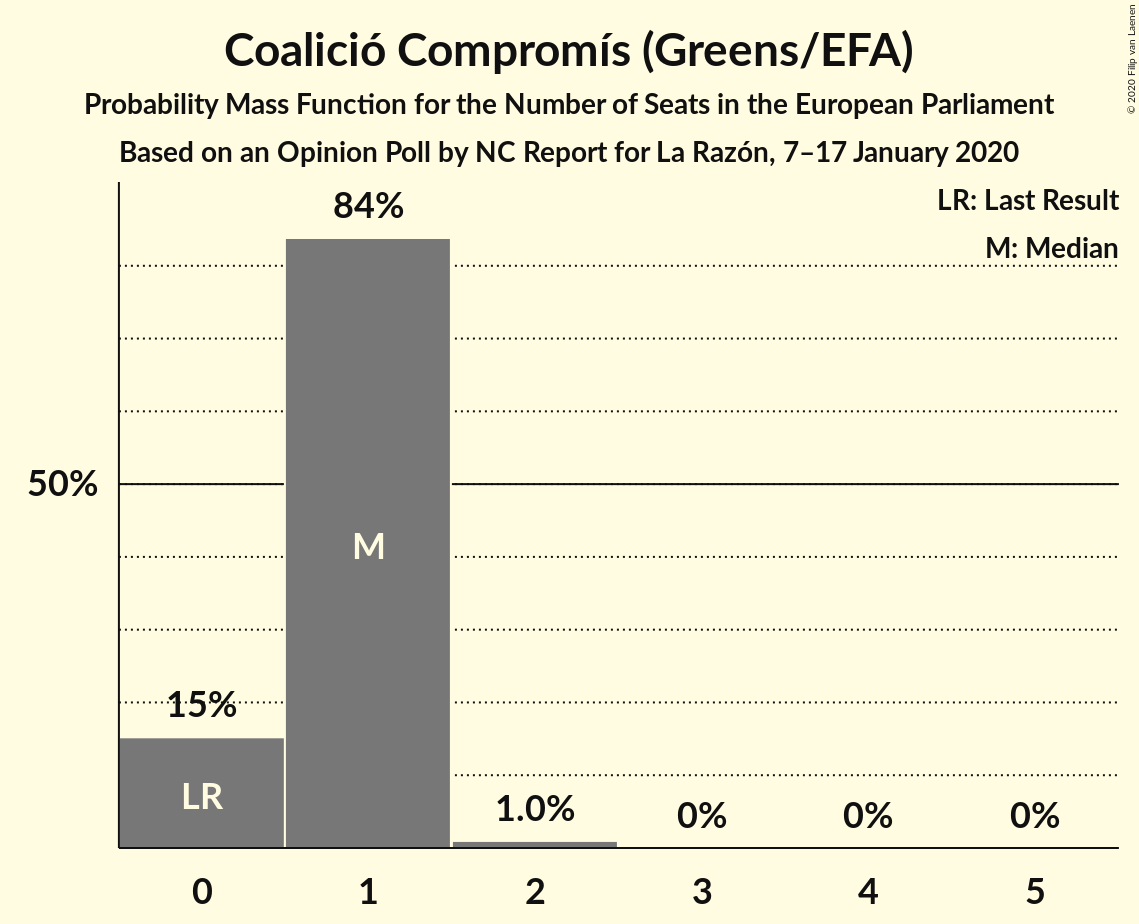 Coalició Compromís (Greens/EFA)
Probability Mass Function for the Number of Seats in the European Parliament
Based on an Opinion Poll by NC Report for La Razón, 7–17 January 2020
© 2020 Filip van Laenen
LR: Last Result
M: Median
84%
50%
M
15%
LR
1.0%
0%
0%
0%
0 1 2 3 4 5